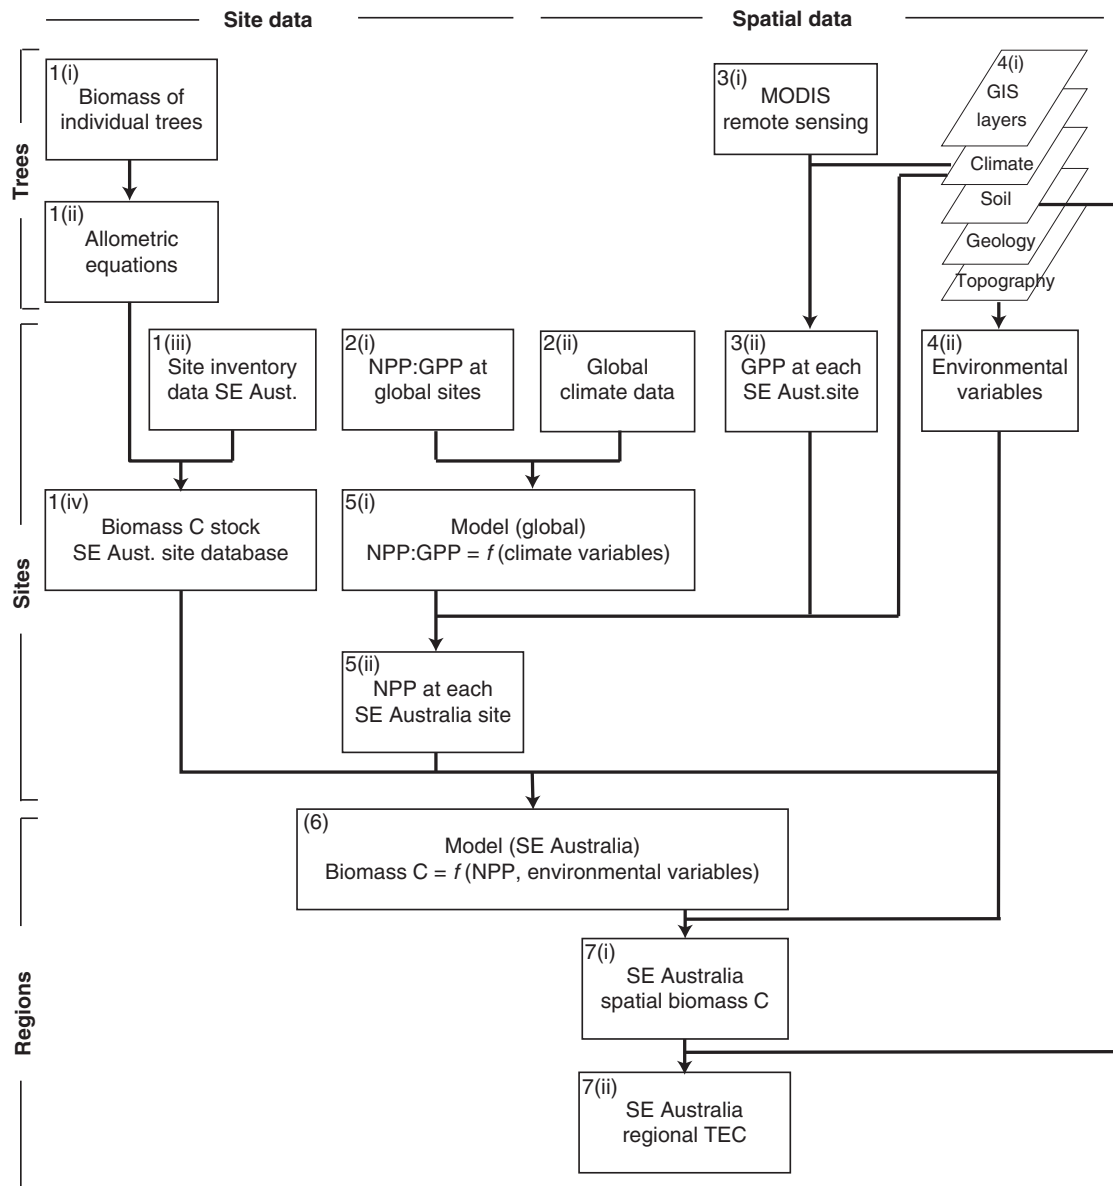 Site data
Spatial data
Trees
Sites
Regions
1(i)
Biomass of
individual trees
3(i)
MODIS
remote sensing
4(i)
GIS
layers
Climate
Soil
Geology
Topography
1(ii)
Allometric
equations
1(iii)
Site inventory
data SE Aust.
2(i)
NPP:GPP at
global sites
2(ii)
Global
climate data
3(ii)
GPP at each
SE Aust.site
4(ii)
Environmental
variables
1(iv)
Biomass C stock
SE Aust. site database
5(i)
Model (global)
NPP:GPP = f (climate variables)
5(ii)
NPP at each
SE Australia site
(6)
Model (SE Australia)
Biomass C = f (NPP, environmental variables)
7(i)
SE Australia
spatial biomass C
7(ii)
SE Australia
regional TEC